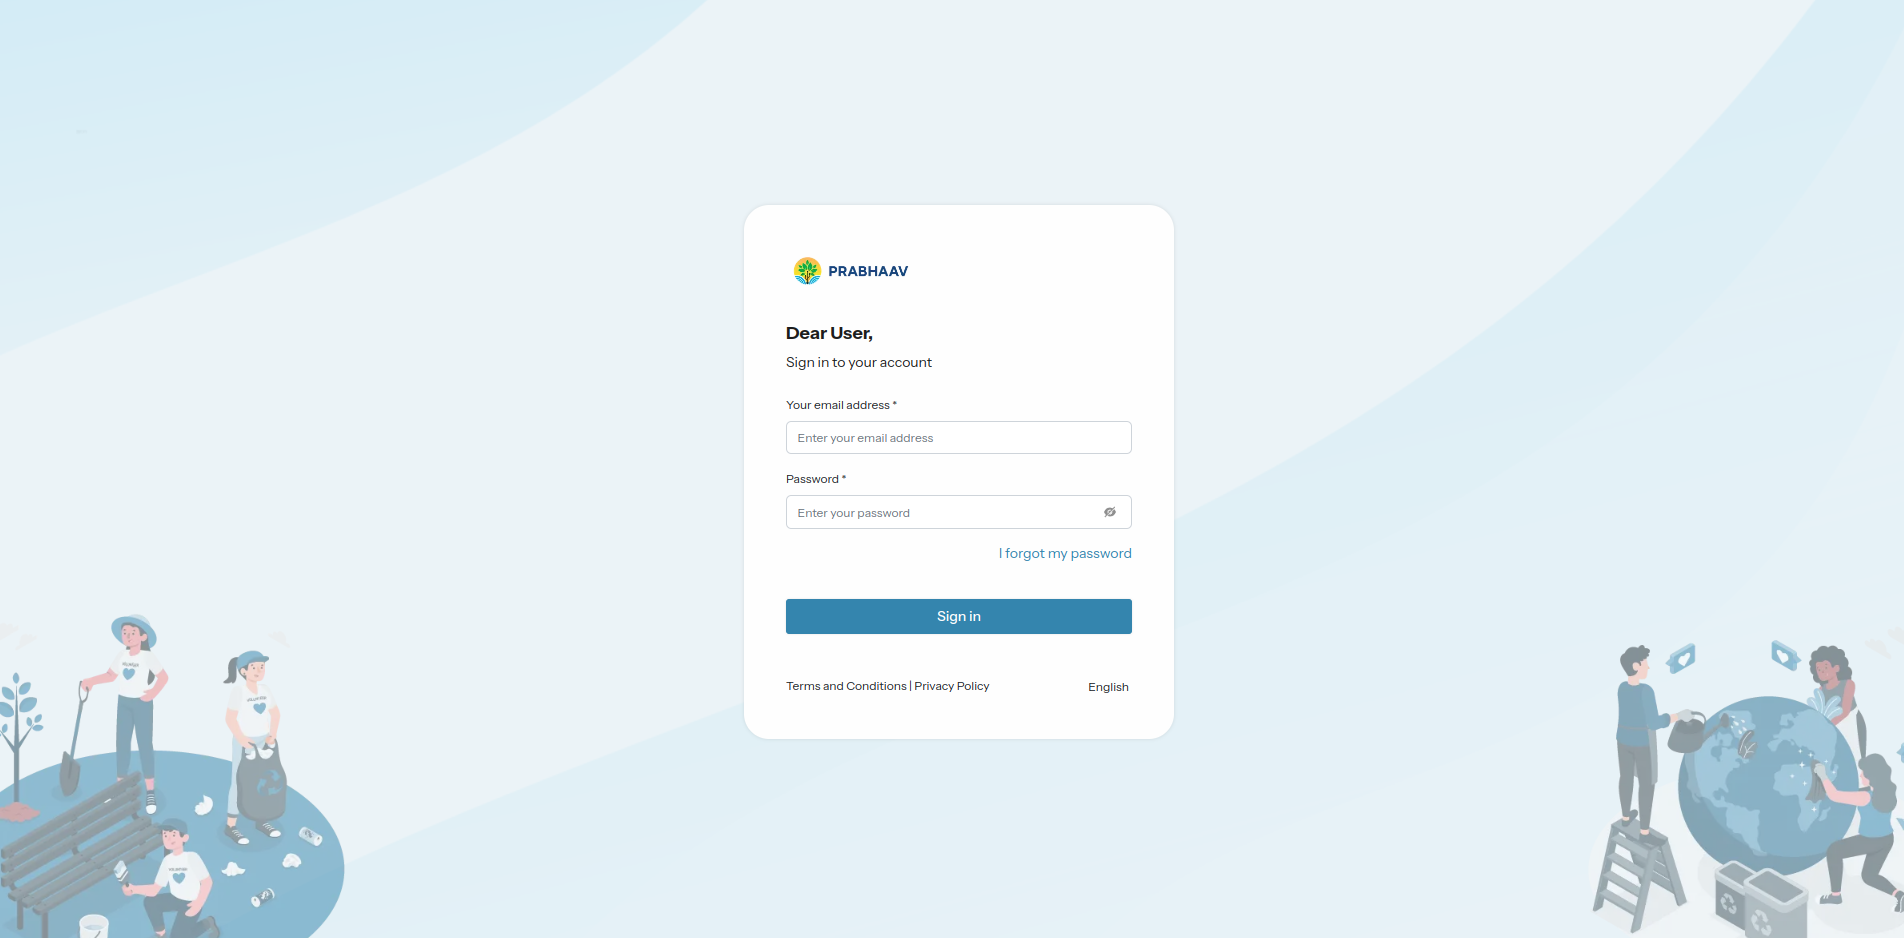 PRABHAAV
Dear User,
Sign in to your account
Your email address *
Enter your email address
Password *
Enter your password
I forgot my password
Sign in
Terms and Conditions | Privacy Policy
English